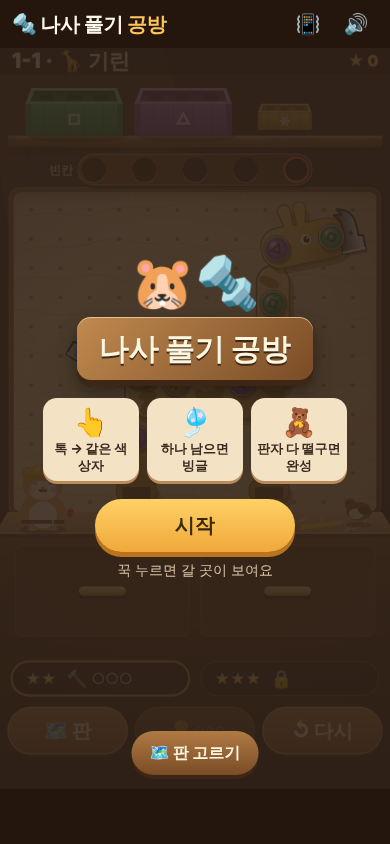 나사 풀기 공방
1-1 · 기린
★ 0
빈칸
나사 풀기 공방
톡 → 같은 색
상자
하나 남으면
빙글
판자 다 떨구면
완성
시작
꾹 누르면 갈 곳이 보여요
★★ ○○○
★★★
판
다시
판 고르기